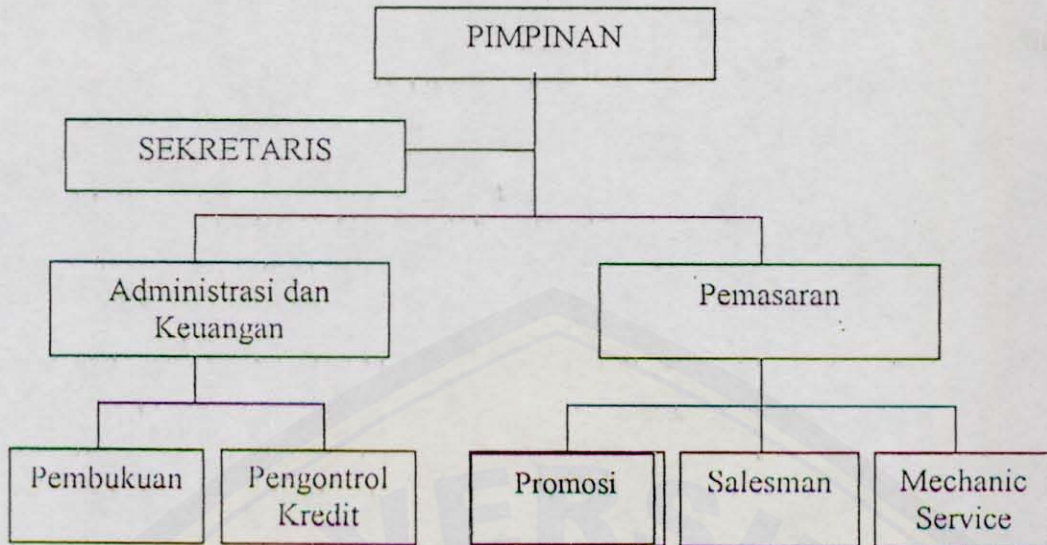 PIMPINAN
SEKRETARIS
Administrasi dan
Keuangan
Pemasaran
Pembukuan
Pengontrol
Kredit
Promosi
Salesman
Mechanic
Service